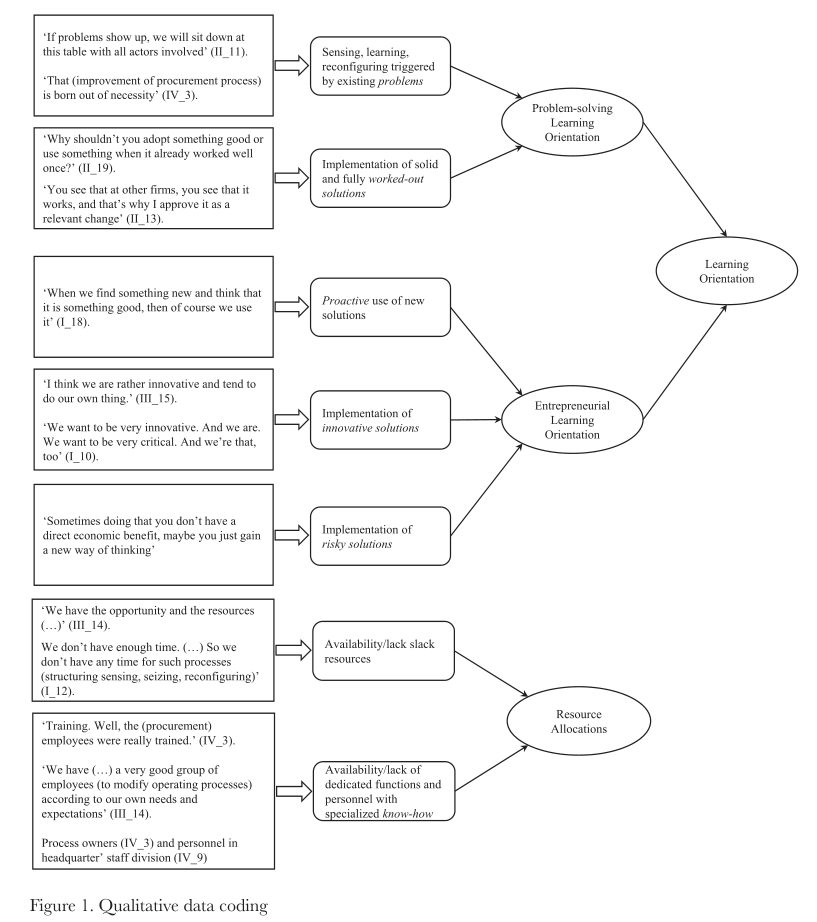 ‘If problems show up, we will sit down at
this table with all actors involved’ (II_11).
‘That (improvement of procurement process)
is born out of necessity’ (IV_3).
Sensing, learning,
reconfiguring triggered
by existing problems
Problem-solving
Learning
Orientation
‘Why shouldn’t you adopt something good or
use something when it already worked well
once?’ (II_19).
‘You see that at other firms, you see that it
works, and that’s why I approve it as a
relevant change’ (II_13).
Implementation of solid
and fully worked-out
solutions
Learning
Orientation
‘When we find something new and think that
it is something good, then of course we use
it’ (I_18).
Proactive use of new
solutions
‘I think we are rather innovative and tend to
do our own thing.’ (III_15).
‘We want to be very innovative. And we are.
We want to be very critical. And we’re that,
too’ (I_10).
Implementation of
innovative solutions
Entrepreneurial
Learning
Orientation
‘Sometimes doing that you don’t have a
direct economic benefit, maybe you just gain
a new way of thinking’
Implementation of
risky solutions
‘We have the opportunity and the resources
(…)’ (III_14).
We don’t have enough time. (…) So we
don’t have any time for such processes
(structuring sensing, seizing, reconfiguring)’
(I_12).
Availability/lack slack
resources
Resource
Allocations
‘Training. Well, the (procurement)
employees were really trained.’ (IV_3).
‘We have (…) a very good group of
employees (to modify operating processes)
according to our own needs and
expectations’ (III_14).
Process owners (IV_3) and personnel in
headquarter’ staff division (IV_9)
Availability/lack of
dedicated functions and
personnel with
specialized know-how
Figure 1. Qualitative data coding